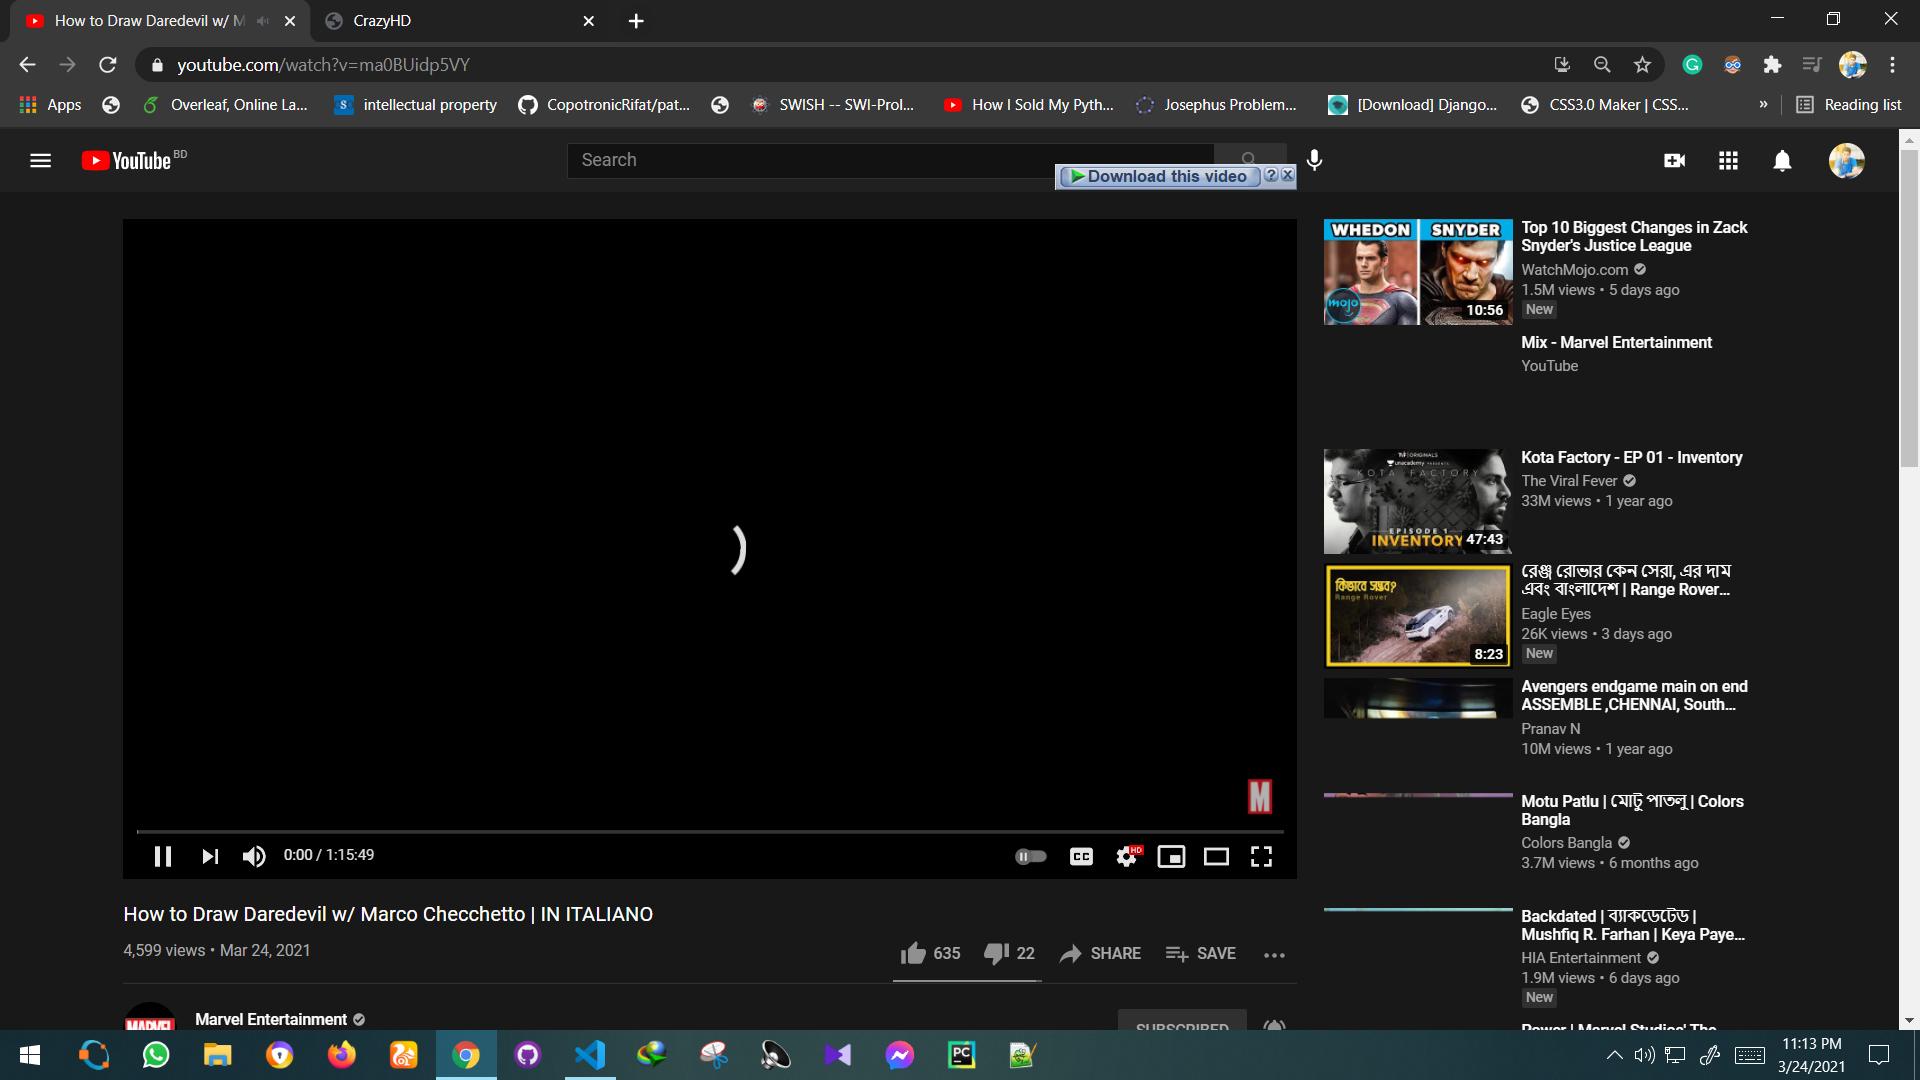 How to Draw Daredevil w/ M
CrazyHD
youtube.com/watch?v=ma0BUidp5VY
Apps
Overleaf, Online La...
intellectual property
CopotronicRifat/pat...
SWISH -- SWI-Prol...
How I Sold My Pyth...
Josephus Problem...
[Download] Django...
CSS3.0 Maker | CSS...
»
Reading list
YouTube BD
Search
Download this video
WHEDON SNYDER
mojo
10:56
Top 10 Biggest Changes in Zack
Snyder's Justice League
WatchMojo.com
1.5M views • 5 days ago
New
Mix - Marvel Entertainment
YouTube
KOTA FACTORY
EPISODE 1
INVENTORY
47:43
Kota Factory - EP 01 - Inventory
The Viral Fever
33M views • 1 year ago
কিভাবে সম্ভব?
Range Rover
8:23
রেঞ্জ রোভার কেন সেরা, এর দাম
এবং বাংলাদেশ | Range Rover...
Eagle Eyes
26K views • 3 days ago
New
Avengers endgame main on end
ASSEMBLE ,CHENNAI, South...
Pranav N
10M views • 1 year ago
Motu Patlu | মোটু পাতলু | Colors
Bangla
Colors Bangla
3.7M views • 6 months ago
Backdated | ব্যাকডেটেড |
Mushfiq R. Farhan | Keya Paye...
HIA Entertainment
1.9M views • 6 days ago
New
Power | Marvel Studios' The
M
0:00 / 1:15:49
CC
HD
How to Draw Daredevil w/ Marco Checchetto | IN ITALIANO
4,599 views • Mar 24, 2021
635
22
SHARE
SAVE
MARVEL
Marvel Entertainment
SUBSCRIBED
PC
11:13 PM
3/24/2021